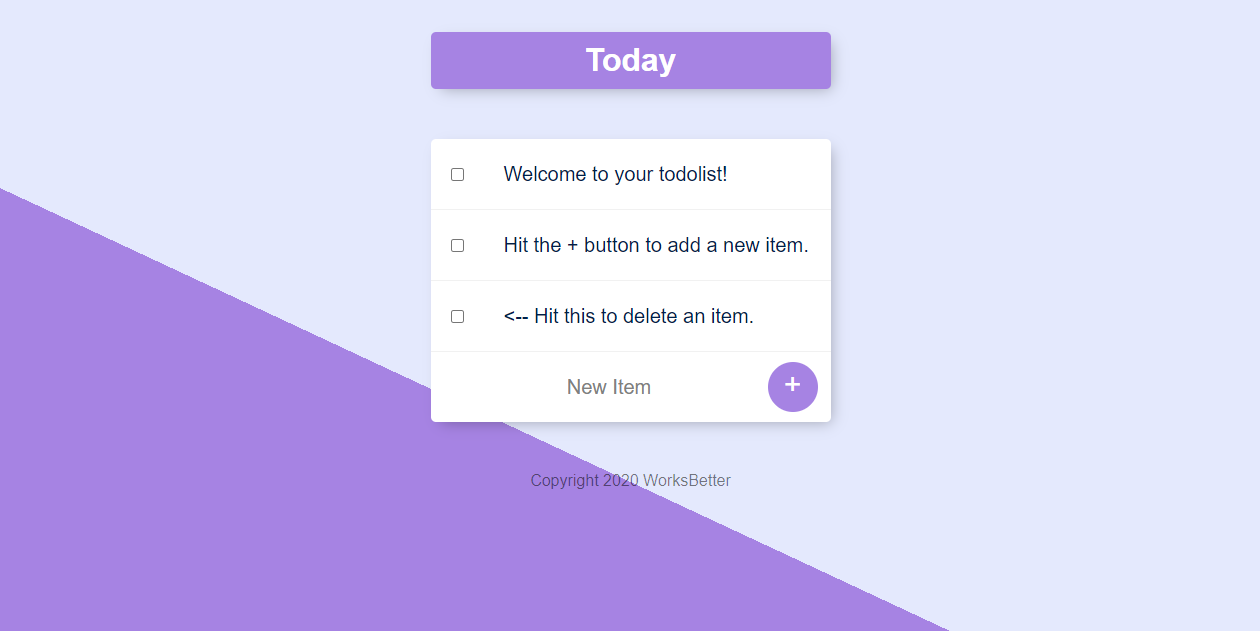 Today
Welcome to your todolist!
Hit the + button to add a new item.
<-- Hit this to delete an item.
New Item +
Copyright 2020 WorksBetter